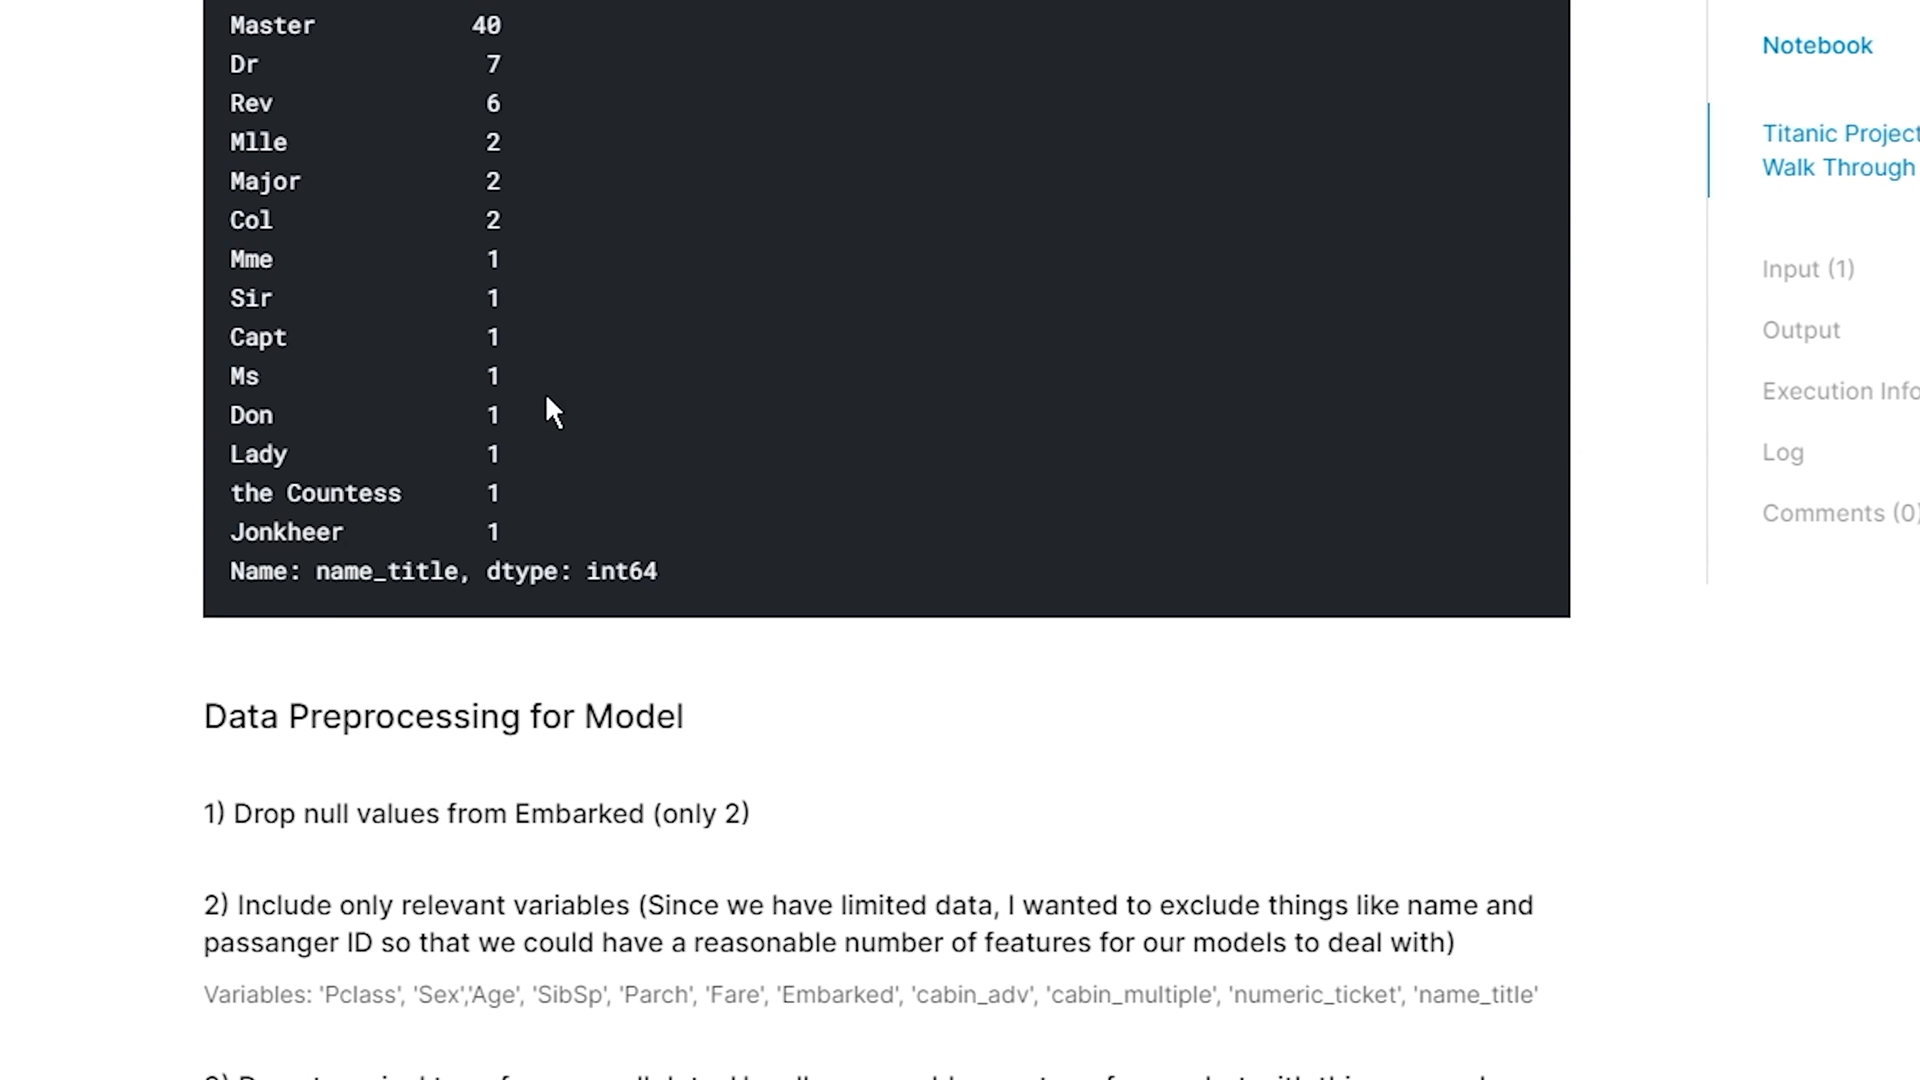 Master 40
Dr 7
Rev 6
Mlle 2
Major 2
Col 2
Mme 1
Sir 1
Capt 1
Ms 1
Don 1
Lady 1
the Countess 1
Jonkheer 1
Name: name_title, dtype: int64
Data Preprocessing for Model
1) Drop null values from Embarked (only 2)
2) Include only relevant variables (Since we have limited data, I wanted to exclude things like name and
passanger ID so that we could have a reasonable number of features for our models to deal with)
Variables: 'Pclass', 'Sex','Age', 'SibSp', 'Parch', 'Fare', 'Embarked', 'cabin_adv', 'cabin_multiple', 'numeric_ticket', 'name_title'
Notebook
Titanic Project
Walk Through
Input (1)
Output
Execution Info
Log
Comments (0)